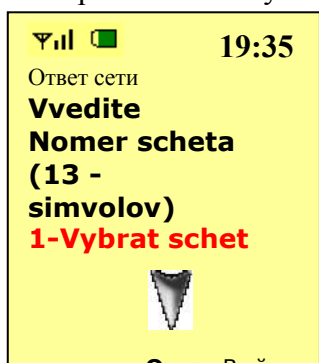 19:35
Ответ сети
Vvedite
Nomer scheta
(13 -
simvolov)
1-Vybrat schet